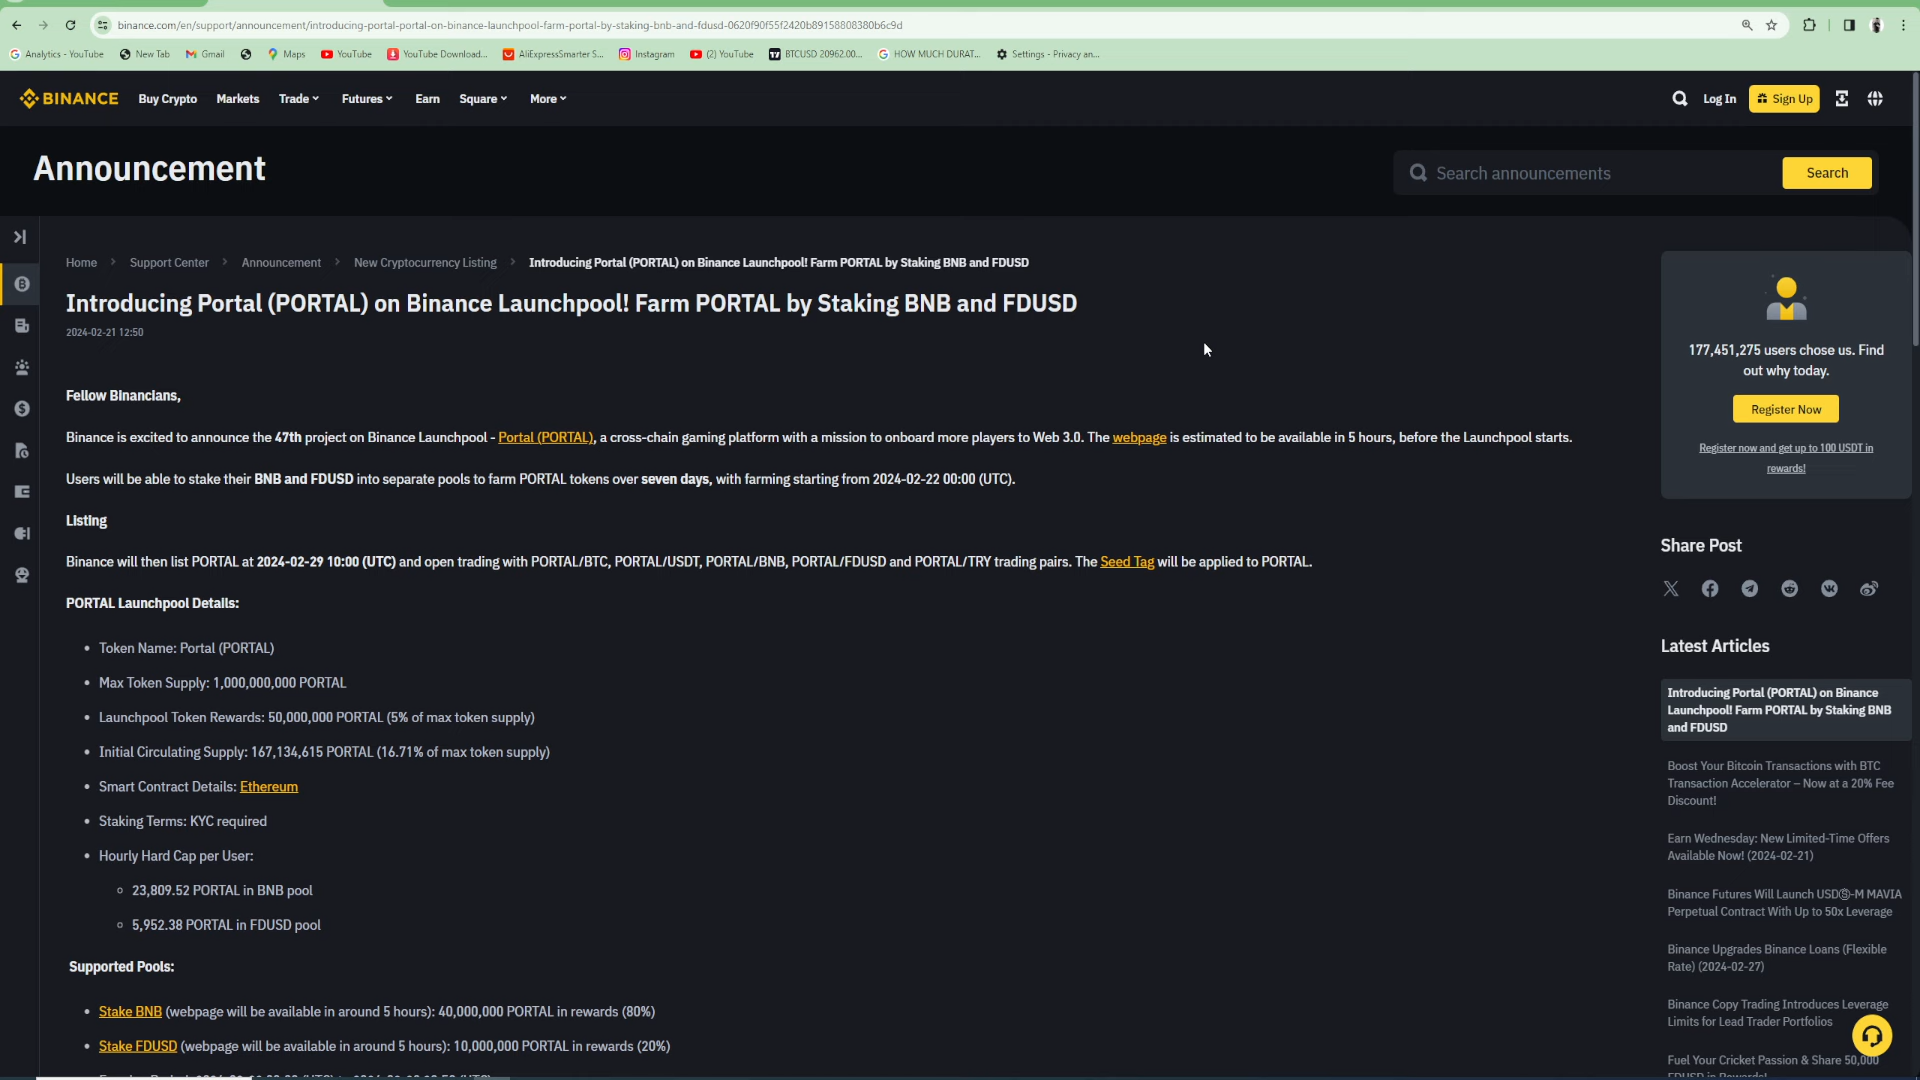 binance.com/en/support/announcement/introducing-portal-portal-on-binance-launchpool-farm-portal-by-staking-bnb-and-fdusd-0620f90f55f2420b89158808380b6c9d
Analytics - YouTube
New Tab
Gmail
Maps
YouTube
YouTube Download...
AliExpressSmarter S...
Instagram
(2) YouTube
BTCUSD 20962.00...
HOW MUCH DURAT...
Settings - Privacy an...
BINANCE
Buy Crypto
Markets
Trade
Futures
Earn
Square
More
Log In
Sign Up
Announcement
Search announcements
Search
Home > Support Center > Announcement > New Cryptocurrency Listing > Introducing Portal (PORTAL) on Binance Launchpool! Farm PORTAL by Staking BNB and FDUSD
Introducing Portal (PORTAL) on Binance Launchpool! Farm PORTAL by Staking BNB and FDUSD
2024-02-21 12:50
Fellow Binancians,
Binance is excited to announce the 47th project on Binance Launchpool - Portal (PORTAL), a cross-chain gaming platform with a mission to onboard more players to Web 3.0. The webpage is estimated to be available in 5 hours, before the Launchpool starts.
Users will be able to stake their BNB and FDUSD into separate pools to farm PORTAL tokens over seven days, with farming starting from 2024-02-22 00:00 (UTC).
Listing
Binance will then list PORTAL at 2024-02-29 10:00 (UTC) and open trading with PORTAL/BTC, PORTAL/USDT, PORTAL/BNB, PORTAL/FDUSD and PORTAL/TRY trading pairs. The Seed Tag will be applied to PORTAL.
PORTAL Launchpool Details:
• Token Name: Portal (PORTAL)
• Max Token Supply: 1,000,000,000 PORTAL
• Launchpool Token Rewards: 50,000,000 PORTAL (5% of max token supply)
• Initial Circulating Supply: 167,134,615 PORTAL (16.71% of max token supply)
• Smart Contract Details: Ethereum
• Staking Terms: KYC required
• Hourly Hard Cap per User:
◦ 23,809.52 PORTAL in BNB pool
◦ 5,952.38 PORTAL in FDUSD pool
Supported Pools:
• Stake BNB (webpage will be available in around 5 hours): 40,000,000 PORTAL in rewards (80%)
• Stake FDUSD (webpage will be available in around 5 hours): 10,000,000 PORTAL in rewards (20%)
177,451,275 users chose us. Find
out why today.
Register Now
Register now and get up to 100 USDT in
rewards!
Share Post
Latest Articles
Introducing Portal (PORTAL) on Binance
Launchpool! Farm PORTAL by Staking BNB
and FDUSD
Boost Your Bitcoin Transactions with BTC
Transaction Accelerator – Now at a 20% Fee
Discount!
Earn Wednesday: New Limited-Time Offers
Available Now! (2024-02-21)
Binance Futures Will Launch USDⓈ-M MAVIA
Perpetual Contract With Up to 50x Leverage
Binance Upgrades Binance Loans (Flexible
Rate) (2024-02-27)
Binance Copy Trading Introduces Leverage
Limits for Lead Trader Portfolios
Fuel Your Cricket Passion & Share 50,000
FDUSD in Rewards!